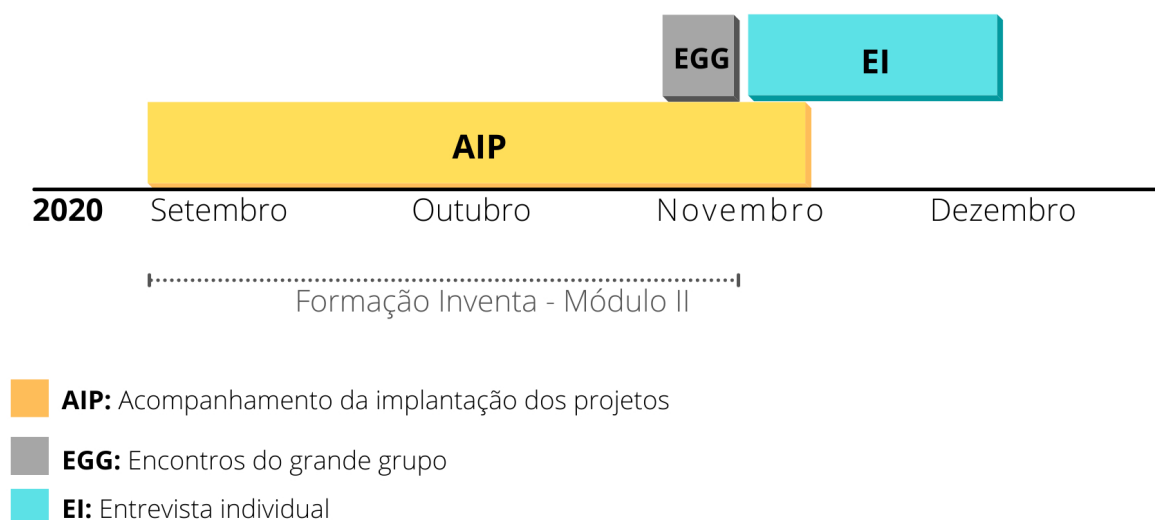 EGG
EI
AIP
2020 Setembro Outubro Novembro Dezembro
Formação Inventa - Módulo II
AIP: Acompanhamento da implantação dos projetos
EGG: Encontros do grande grupo
EI: Entrevista individual